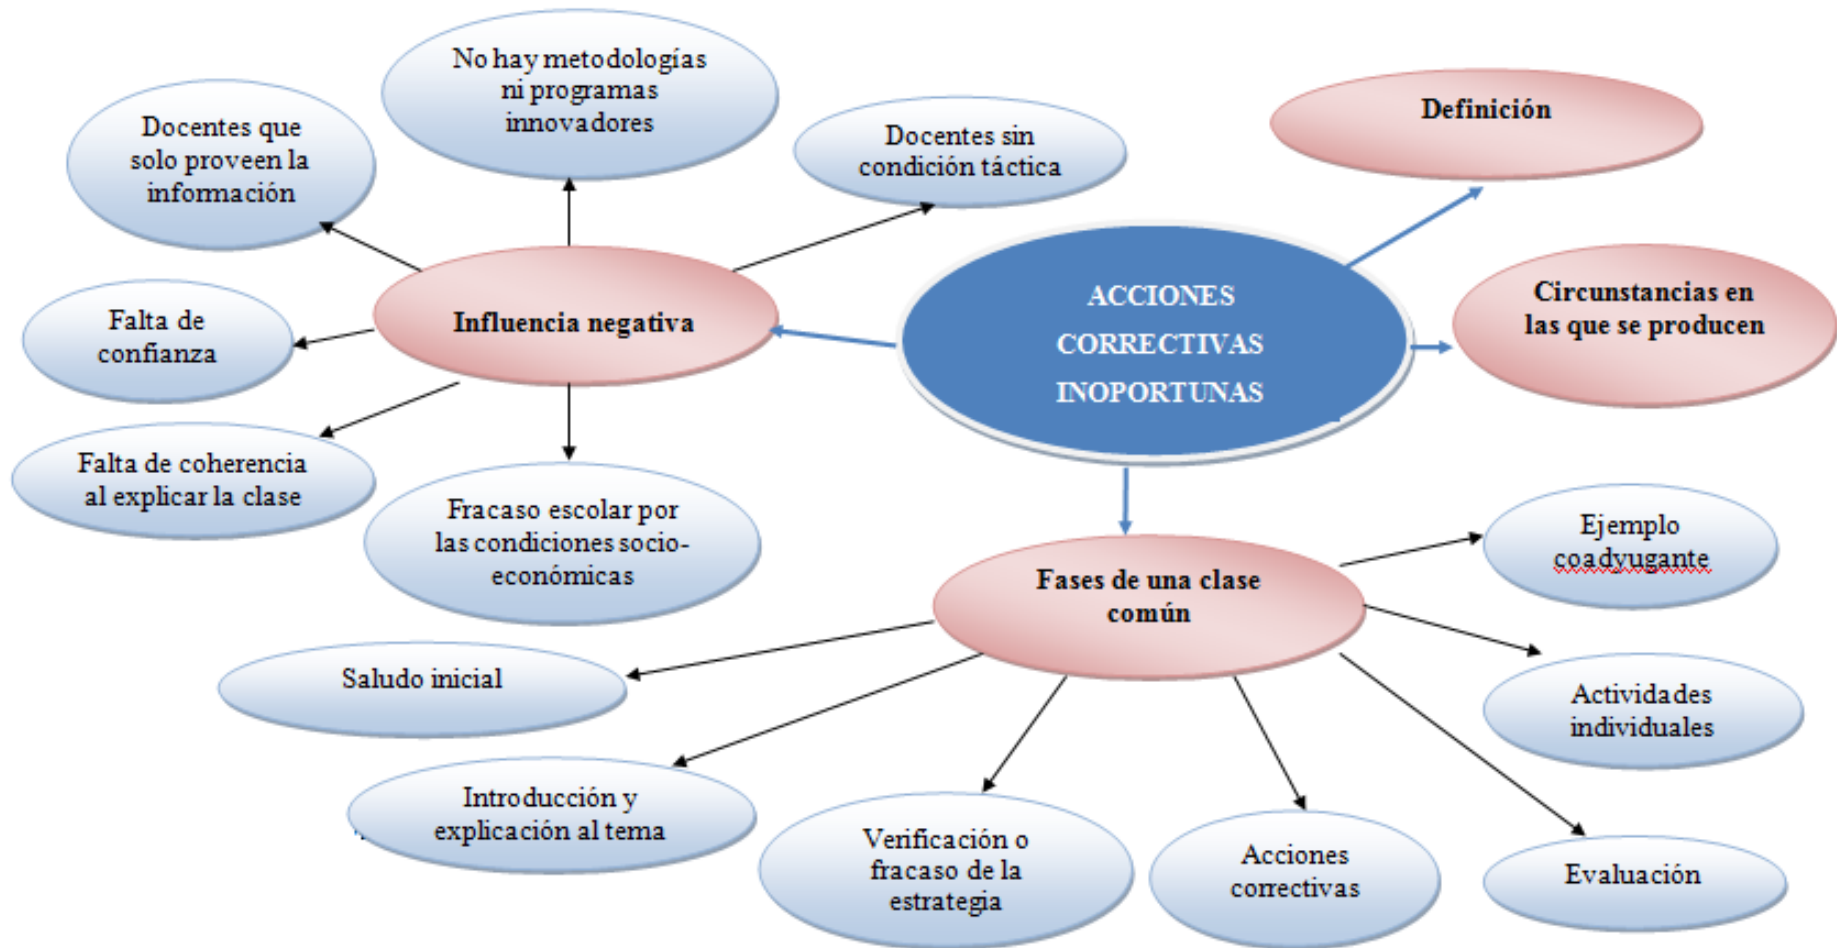 No hay metodologías
ni programas
innovadores
Docentes que
solo proveen la
información
Docentes sin
condición táctica
Definición
Influencia negativa
ACCIONES
CORRECTIVAS
INOPORTUNAS
Circunstancias en
las que se producen
Falta de
confianza
Falta de coherencia
al explicar la clase
Fracaso escolar por
las condiciones socio-
económicas
Fases de una clase
común
Ejemplo
coadyugante
Saludo inicial
Actividades
individuales
Introducción y
explicación al tema
Verificación o
fracaso de la
estrategia
Acciones
correctivas
Evaluación